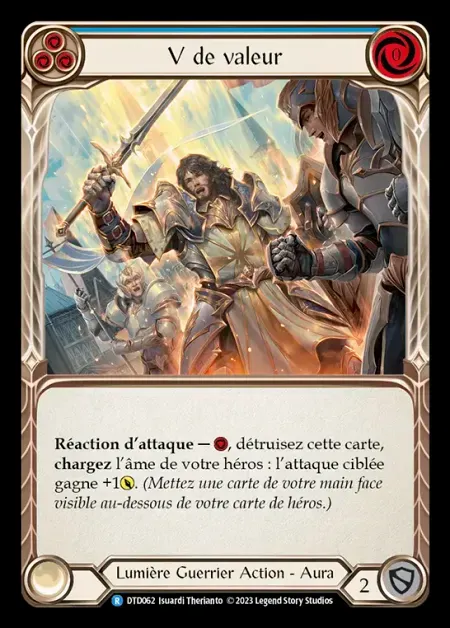 V de valeur
0
Réaction d'attaque — , détruisez cette carte,
chargez l'âme de votre héros : l'attaque ciblée
gagne +1. (Mettez une carte de votre main face
visible au-dessous de votre carte de héros.)
Lumière Guerrier Action - Aura
2
R DTD062 Isuardi Therianto © 2023 Legend Story Studios